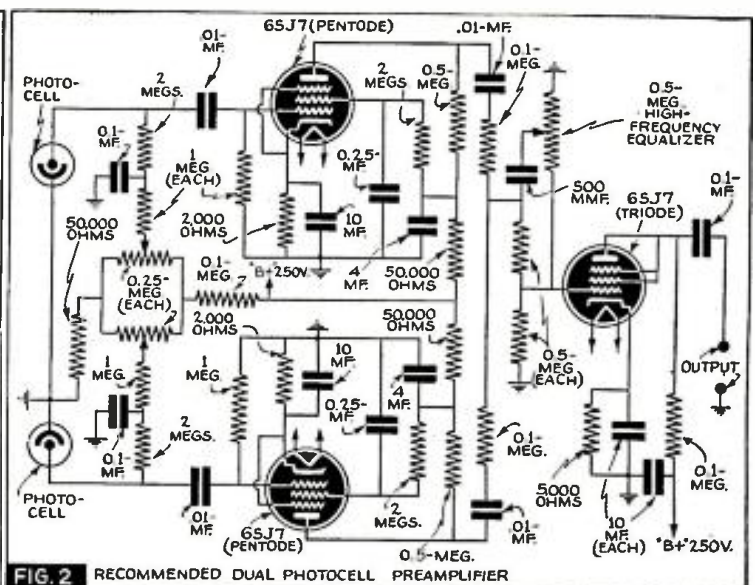 6SJ7 (PENTODE)
.01-
MF.
.01-MF.
0.1-
MEG.
PHOTO-
CELL
2
MEGS.
2
MEGS.
0.5-
MEG.
0.5-
MEG.
HIGH-
FREQUENCY
EQUALIZER
0.1-
MF.
1
MEG
(EACH)
0.25-
MF.
500
MMF.
6SJ7
(TRIODE)
0.1-
MF.
50,000
OHMS
2,000
OHMS
10
MF.
4
MF.
50,000
OHMS
0.25-
MEG
(EACH)
0.1-
MEG.
"B+"250V.
2,000
OHMS
50,000
OHMS
0.5-
MEG.
(EACH)
OUTPUT
1
MEG.
1
MEG.
10
MF.
0.25-
MF.
4
MF.
0.1-
MF.
2
MEGS.
0.1-
MEG.
5,000
OHMS
0.1-
MEG.
PHOTO-
CELL
.01
MF.
6SJ7
(PENTODE)
2
MEGS.
0.5-MEG.
.01
MF.
10
MF.
(EACH)
"B+"250V.
FIG. 2 RECOMMENDED DUAL PHOTOCELL PREAMPLIFIER